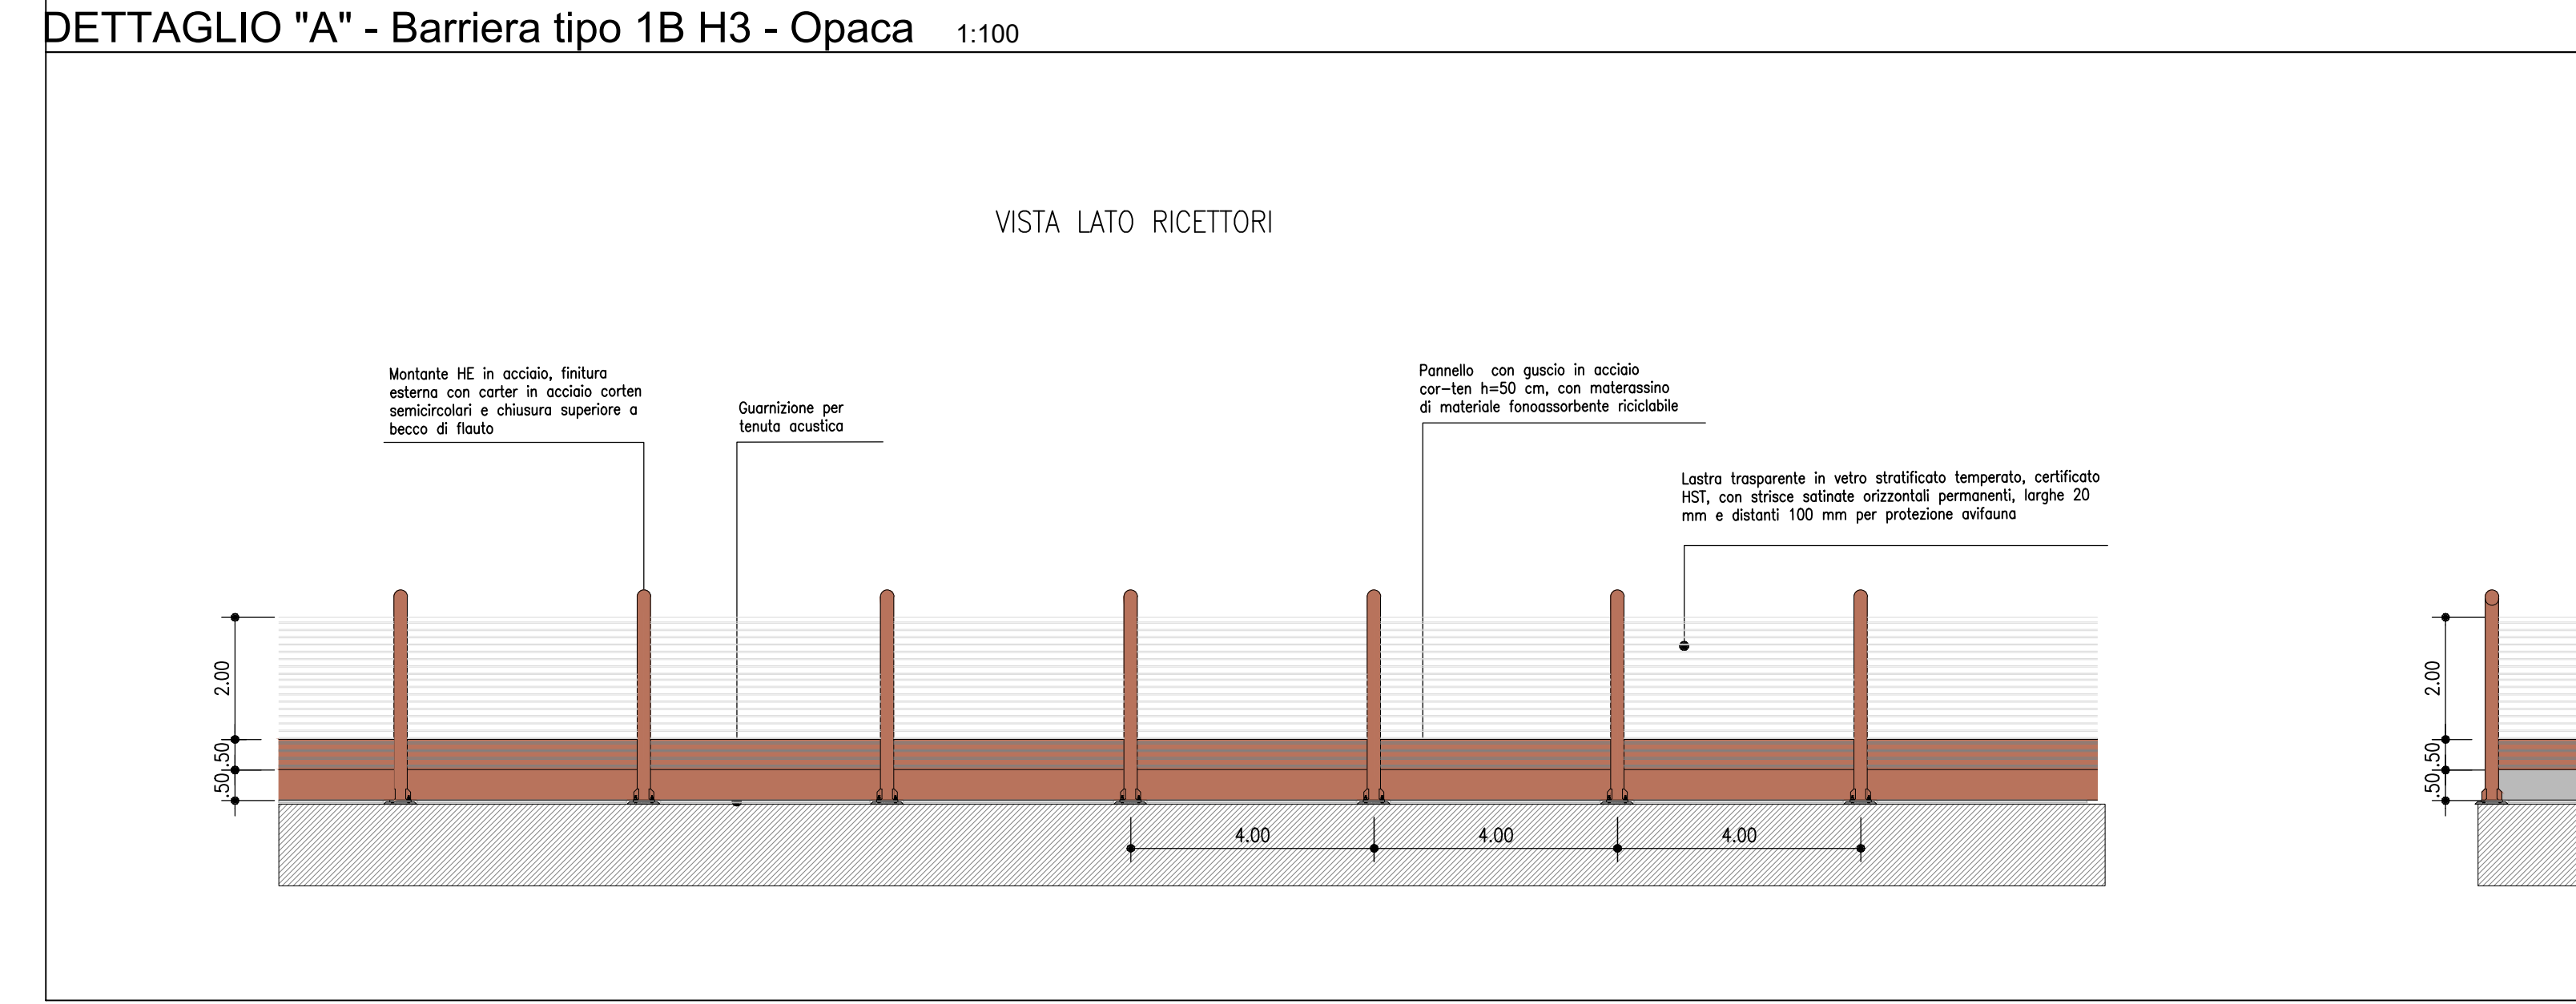 DETTAGLIO "A" - Barriera tipo 1B H3 - Opaca 1:100
VISTA LATO RICETTORI
Montante HE in acciaio, finitura
esterna con carter in acciaio corten
semicircolari e chiusura superiore a
becco di flauto
Guarnizione per
tenuta acustica
Pannello con guscio in acciaio
cor-ten h=50 cm, con materassino
di materiale fonoassorbente riciclabile
Lastra trasparente in vetro stratificato temperato, certificato
HST, con strisce satinate orizzontali permanenti, larghe 20
mm e distanti 100 mm per protezione avifauna
2.00
.50
.50
4.00
4.00
4.00
2.00
.50
.50